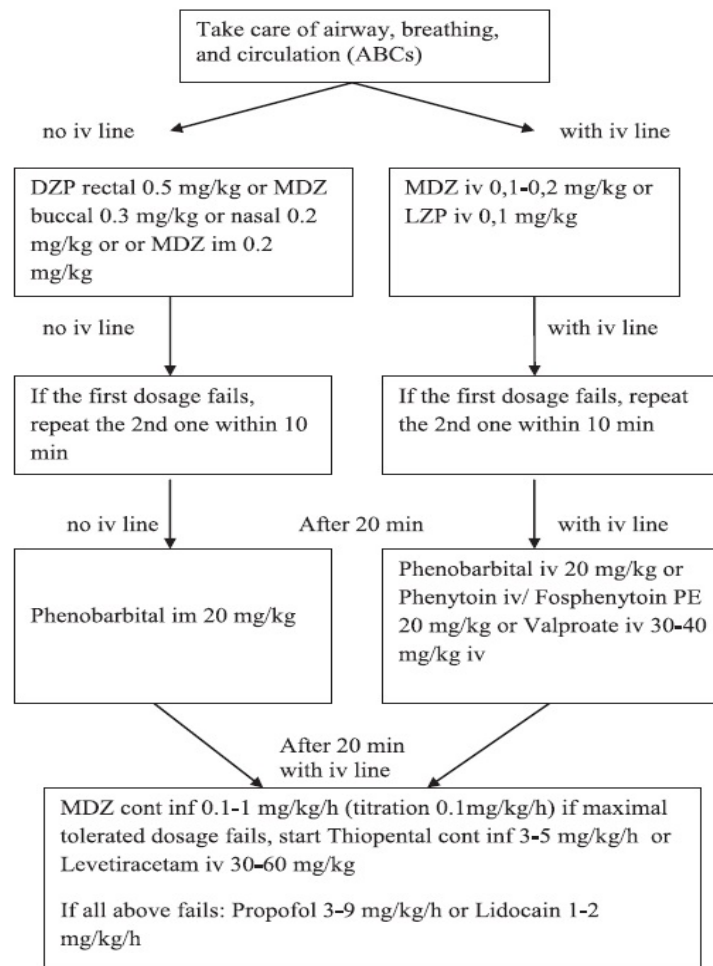 Take care of airway, breathing,
and circulation (ABCs)
no iv line
with iv line
DZP rectal 0.5 mg/kg or MDZ
buccal 0.3 mg/kg or nasal 0.2
mg/kg or or MDZ im 0.2
mg/kg
MDZ iv 0,1-0,2 mg/kg or
LZP iv 0,1 mg/kg
no iv line
with iv line
If the first dosage fails,
repeat the 2nd one within 10
min
If the first dosage fails, repeat
the 2nd one within 10 min
no iv line
After 20 min
with iv line
Phenobarbital im 20 mg/kg
Phenobarbital iv 20 mg/kg or
Phenytoin iv/ Fosphenytoin PE
20 mg/kg or Valproate iv 30-40
mg/kg iv
After 20 min
with iv line
MDZ cont inf 0.1-1 mg/kg/h (titration 0.1mg/kg/h) if maximal
tolerated dosage fails, start Thiopental cont inf 3-5 mg/kg/h or
Levetiracetam iv 30-60 mg/kg
If all above fails: Propofol 3-9 mg/kg/h or Lidocain 1-2
mg/kg/h